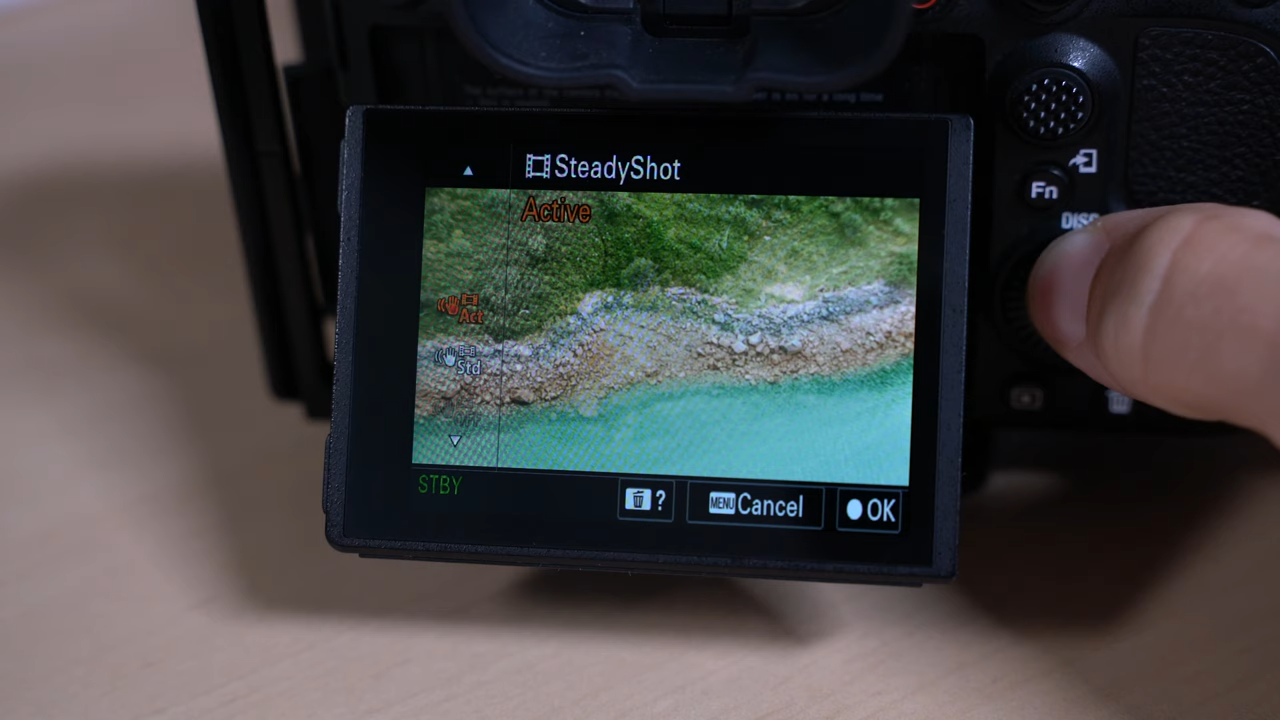 SteadyShot
Active
Act
Std
STBY
?
MENU Cancel
OK
Fn
DISP